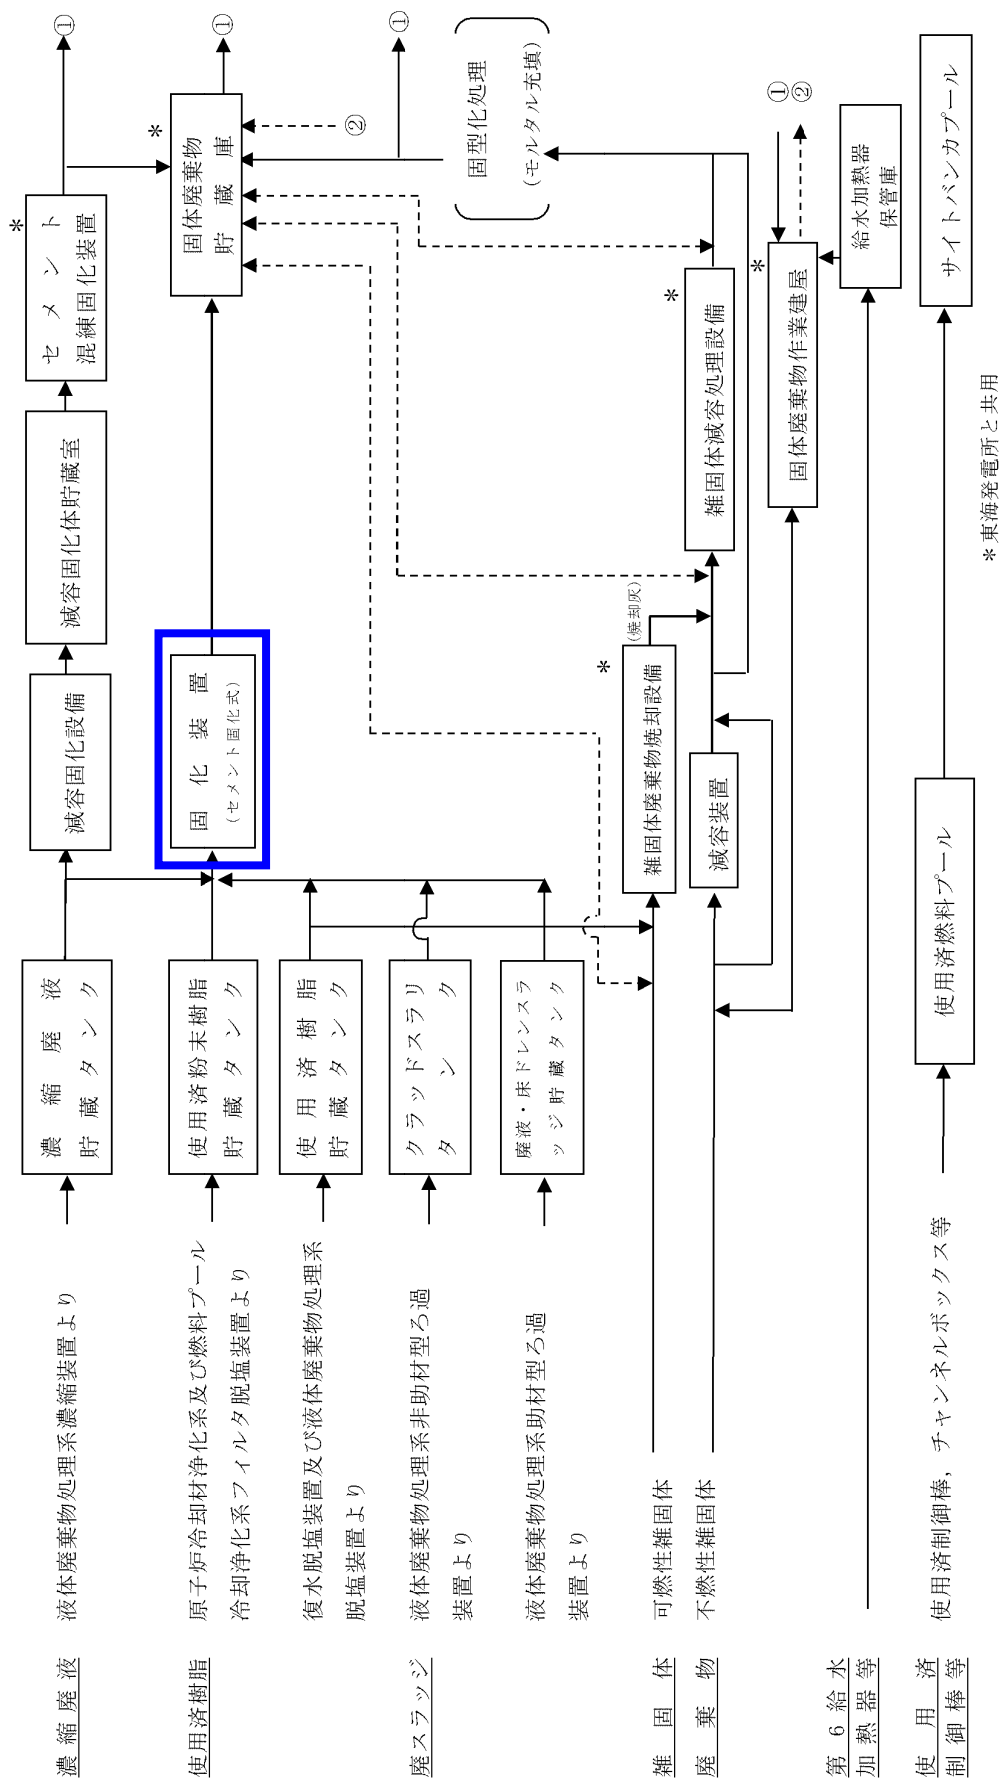 濃縮廃液
液体廃棄物処理系濃縮装置より
濃縮廃液
貯蔵タンク
減容固化設備
減容固化体貯蔵室
*
セメント
混練固化装置
①
使用済樹脂
原子炉冷却材浄化系及び燃料プール
冷却浄化系フィルタ脱塩装置より
使用済粉末樹脂
貯蔵タンク
固化装置
(セメント固化式)
*
固体廃棄物
貯蔵庫
①
②
復水脱塩装置及び液体廃棄物処理系
脱塩装置より
使用済樹脂
貯蔵タンク
①
廃スラッジ
液体廃棄物処理系非助材型ろ過
装置より
クラッドスラリ
タンク
固型化処理
(モルタル充填)
液体廃棄物処理系助材型ろ過
装置より
廃液・床ドレンスラ
ッジ貯蔵タンク
雑固体
廃棄物
可燃性雑固体
不燃性雑固体
*
雑固体廃棄物焼却設備
(焼却灰)
減容装置
*
雑固体減容処理設備
*
固体廃棄物作業建屋
①
②
第6給水
加熱器等
給水加熱器
保管庫
使用済
制御棒等
使用済制御棒，チャンネルボックス等
使用済燃料プール
サイトバンカプール
*東海発電所と共用